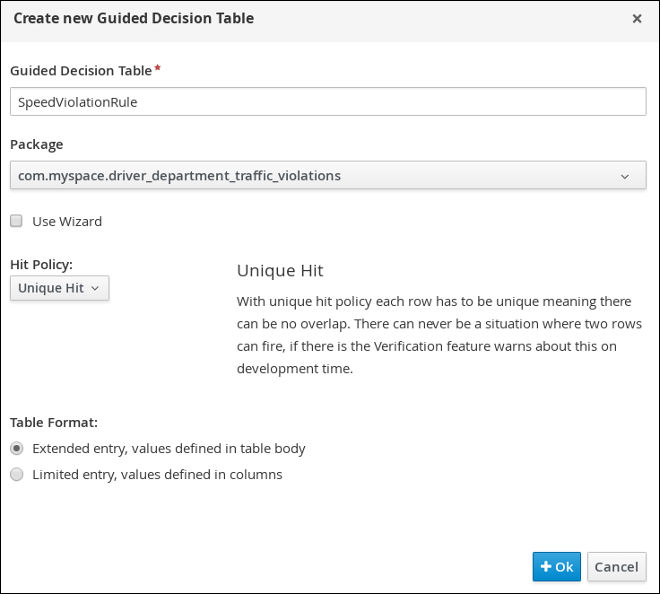 Create new Guided Decision Table
Guided Decision Table*
SpeedViolationRule
Package
com.myspace.driver_department_traffic_violations
Use Wizard
Hit Policy:
Unique Hit
Unique Hit
With unique hit policy each row has to be unique meaning there
can be no overlap. There can never be a situation where two rows
can fire, if there is the Verification feature warns about this on
development time.
Table Format:
Extended entry, values defined in table body
Limited entry, values defined in columns
Ok
Cancel